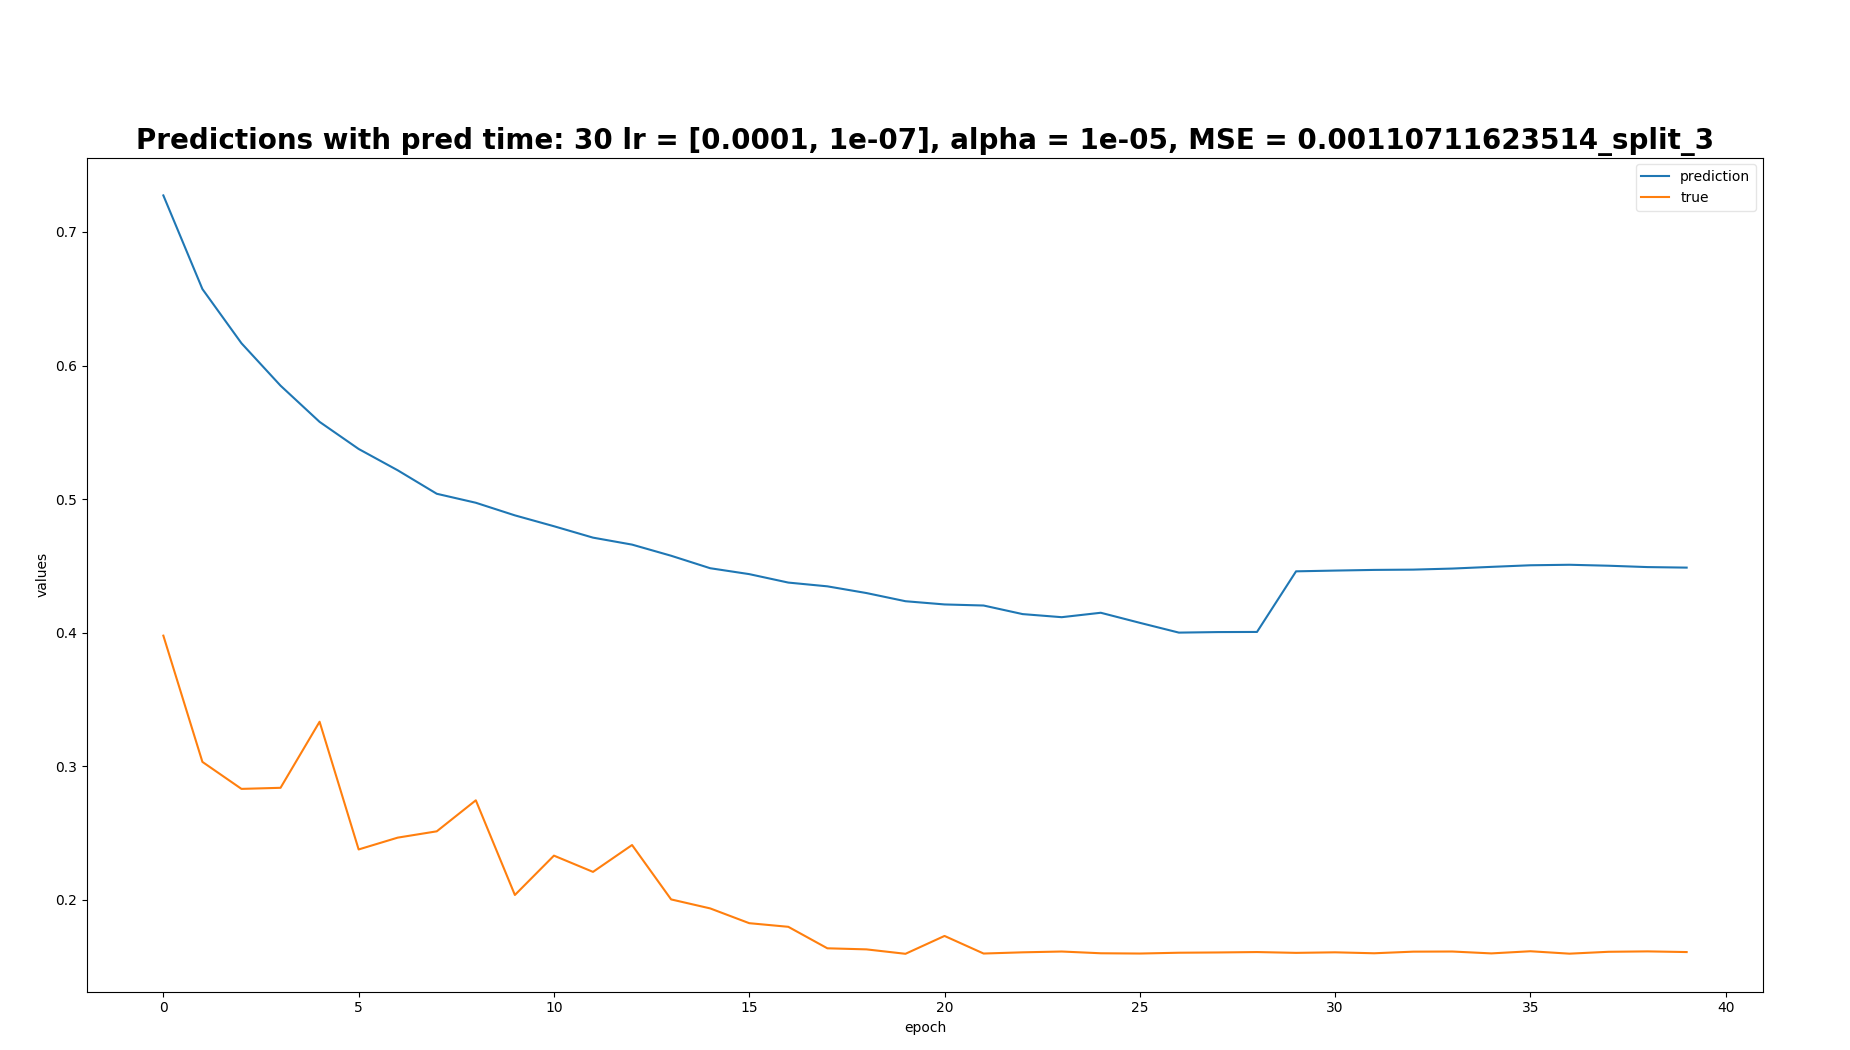 Predictions with pred time: 30 lr = [0.0001, 1e-07], alpha = 1e-05, MSE = 0.00110711623514_split_3
prediction
true
0.7
0.6
0.5
0.4
0.3
0.2
values
0 5 10 15 20 25 30 35 40
epoch